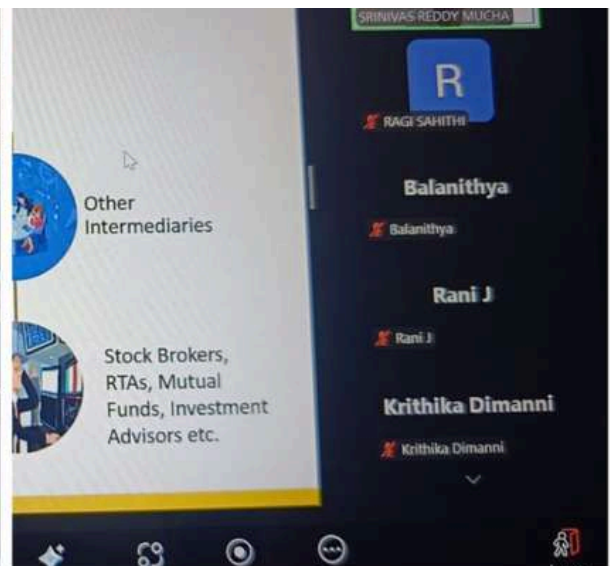 Other
Intermediaries
Stock Brokers,
RTAs, Mutual
Funds, Investment
Advisors etc.
SRINIVAS REDDY MUCHA
R
RAGI SAHITHI
Balanithya
Balanithya
Rani J
Rani J
Krithika Dimanni
Krithika Dimanni